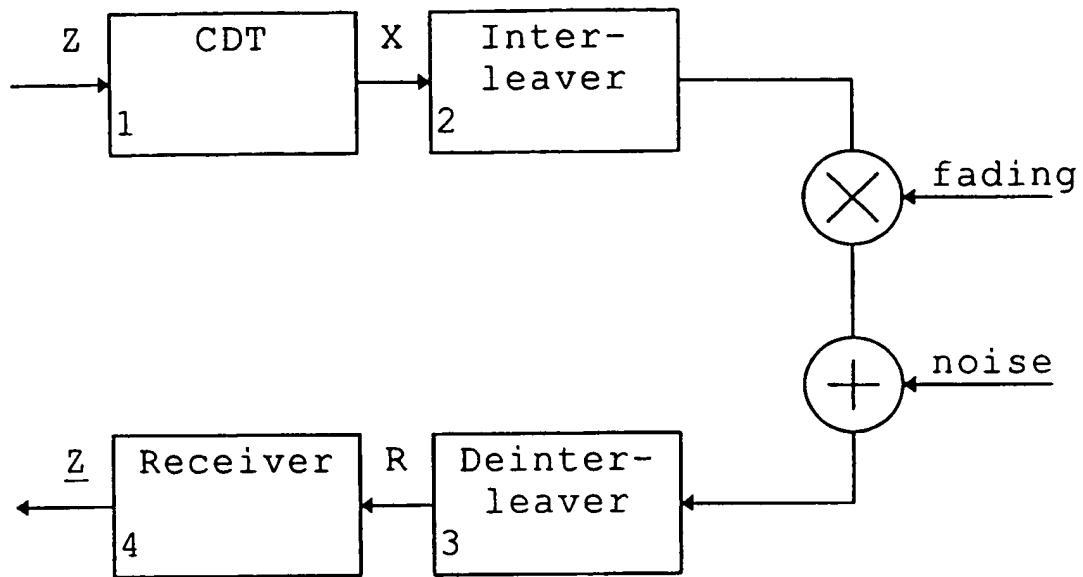 Z
CDT
1
X
Inter-
leaver
2
fading
noise
Z
Receiver
4
R
Deinter-
leaver
3